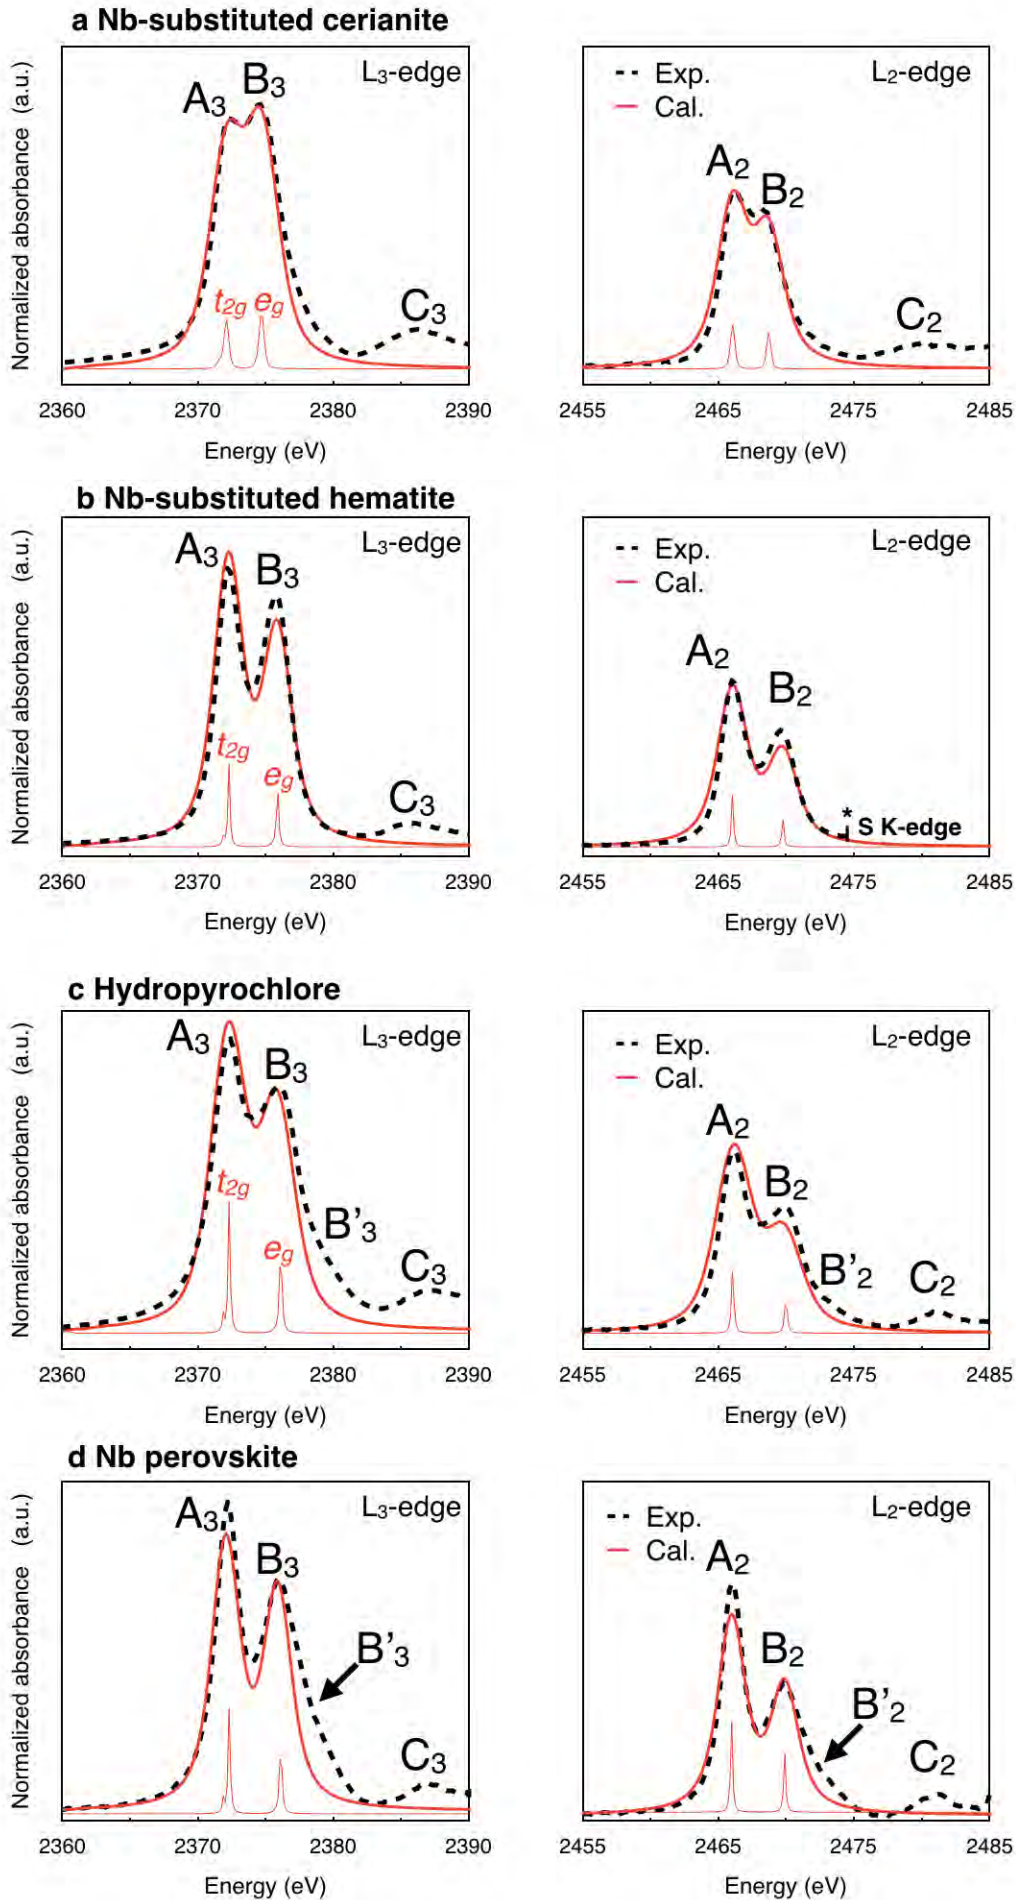 a Nb-substituted cerianite
Normalized absorbance (a.u.)
L3-edge
A3
B3
t2g
eg
C3
2360 2370 2380 2390
Energy (eV)
Exp.
Cal.
L2-edge
A2
B2
C2
2455 2465 2475 2485
Energy (eV)
b Nb-substituted hematite
Normalized absorbance (a.u.)
L3-edge
A3
B3
t2g
eg
C3
2360 2370 2380 2390
Energy (eV)
Exp.
Cal.
L2-edge
A2
B2
* S K-edge
2455 2465 2475 2485
Energy (eV)
c Hydropyrochlore
Normalized absorbance (a.u.)
L3-edge
A3
B3
t2g
eg
B'3
C3
2360 2370 2380 2390
Energy (eV)
Exp.
Cal.
L2-edge
A2
B2
B'2
C2
2455 2465 2475 2485
Energy (eV)
d Nb perovskite
Normalized absorbance (a.u.)
L3-edge
A3
B3
B'3
C3
2360 2370 2380 2390
Energy (eV)
Exp.
Cal.
L2-edge
A2
B2
B'2
C2
2455 2465 2475 2485
Energy (eV)